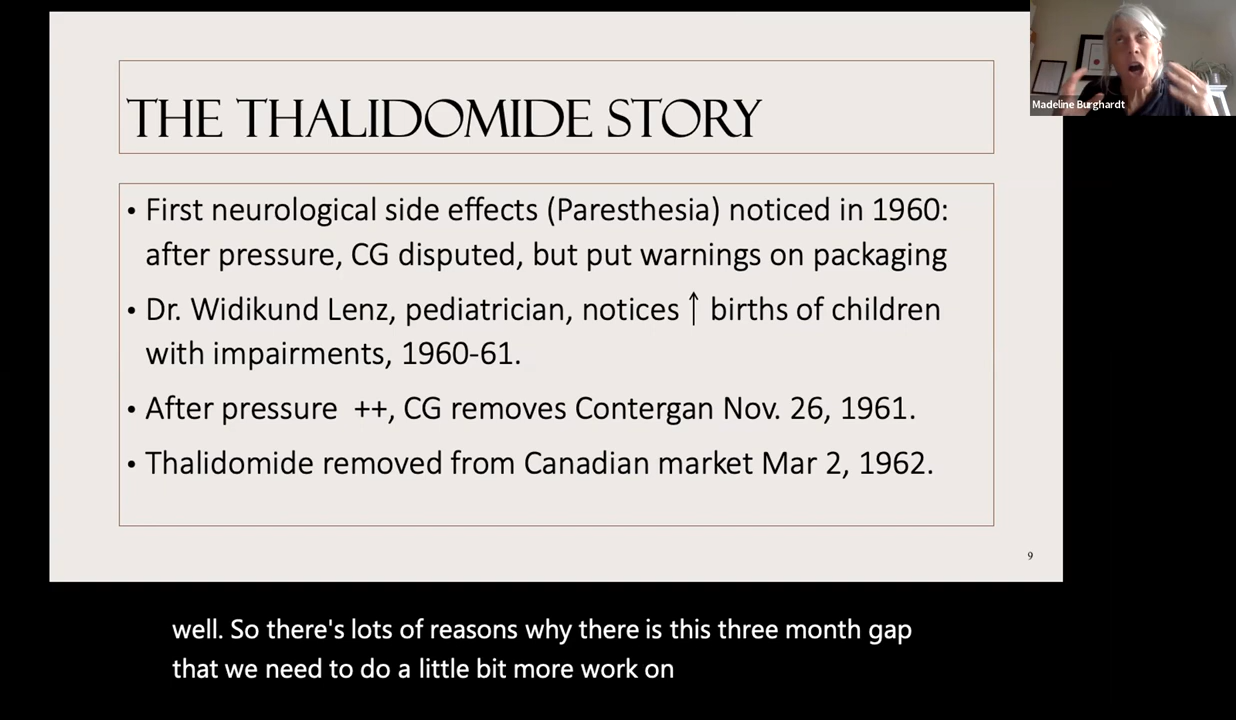 Madeline Burghardt
THE THALIDOMIDE STORY
• First neurological side effects (Paresthesia) noticed in 1960:
after pressure, CG disputed, but put warnings on packaging
• Dr. Widikund Lenz, pediatrician, notices ↑ births of children
with impairments, 1960-61.
• After pressure ++, CG removes Contergan Nov. 26, 1961.
• Thalidomide removed from Canadian market Mar 2, 1962.
9
well. So there's lots of reasons why there is this three month gap
that we need to do a little bit more work on